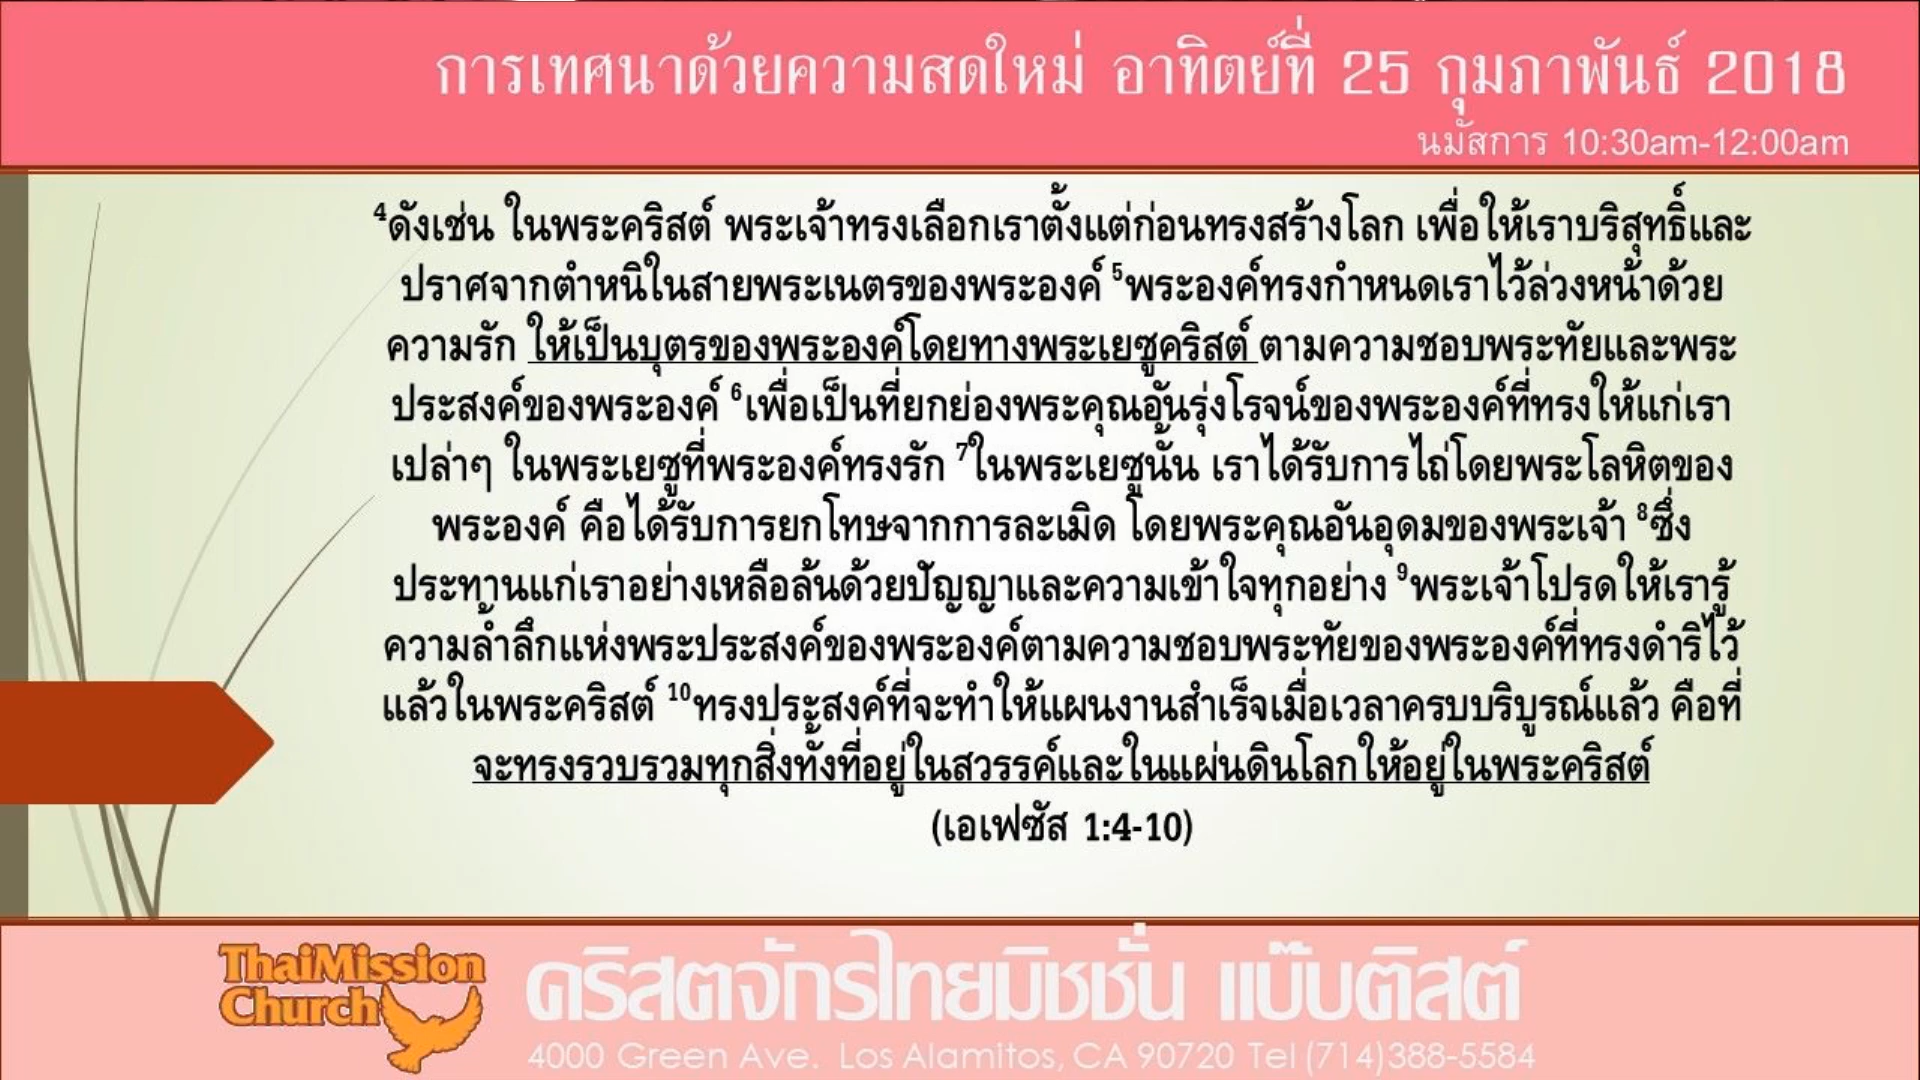 การเทศนาด้วยความสดใหม่ อาทิตย์ที่ 25 กุมภาพันธ์ 2018
นมัสการ 10:30am-12:00am
⁴ดังเช่น ในพระคริสต์ พระเจ้าทรงเลือกเราตั้งแต่ก่อนทรงสร้างโลก เพื่อให้เราบริสุทธิ์และ
ปราศจากตำหนิในสายพระเนตรของพระองค์ ⁵พระองค์ทรงกำหนดเราไว้ล่วงหน้าด้วย
ความรัก ให้เป็นบุตรของพระองค์โดยทางพระเยซูคริสต์ ตามความชอบพระทัยและพระ
ประสงค์ของพระองค์ ⁶เพื่อเป็นที่ยกย่องพระคุณอันรุ่งโรจน์ของพระองค์ที่ทรงให้แก่เรา
เปล่าๆ ในพระเยซูที่พระองค์ทรงรัก ⁷ในพระเยซูนั้น เราได้รับการไถ่โดยพระโลหิตของ
พระองค์ คือได้รับการยกโทษจากการละเมิด โดยพระคุณอันอุดมของพระเจ้า ⁸ซึ่ง
ประทานแก่เราอย่างเหลือล้นด้วยปัญญาและความเข้าใจทุกอย่าง ⁹พระเจ้าโปรดให้เรารู้
ความล้ำลึกแห่งพระประสงค์ของพระองค์ตามความชอบพระทัยของพระองค์ที่ทรงดำริไว้
แล้วในพระคริสต์ ¹⁰ทรงประสงค์ที่จะทำให้แผนงานสำเร็จเมื่อเวลาครบบริบูรณ์แล้ว คือที่
จะทรงรวบรวมทุกสิ่งทั้งที่อยู่ในสวรรค์และในแผ่นดินโลกให้อยู่ในพระคริสต์
(เอเฟซัส 1:4-10)
ThaiMission
Church
คริสตจักรไทยมิชชั่น แบ๊บติสต์
4000 Green Ave. Los Alamitos, CA 90720 Tel (714)388-5584